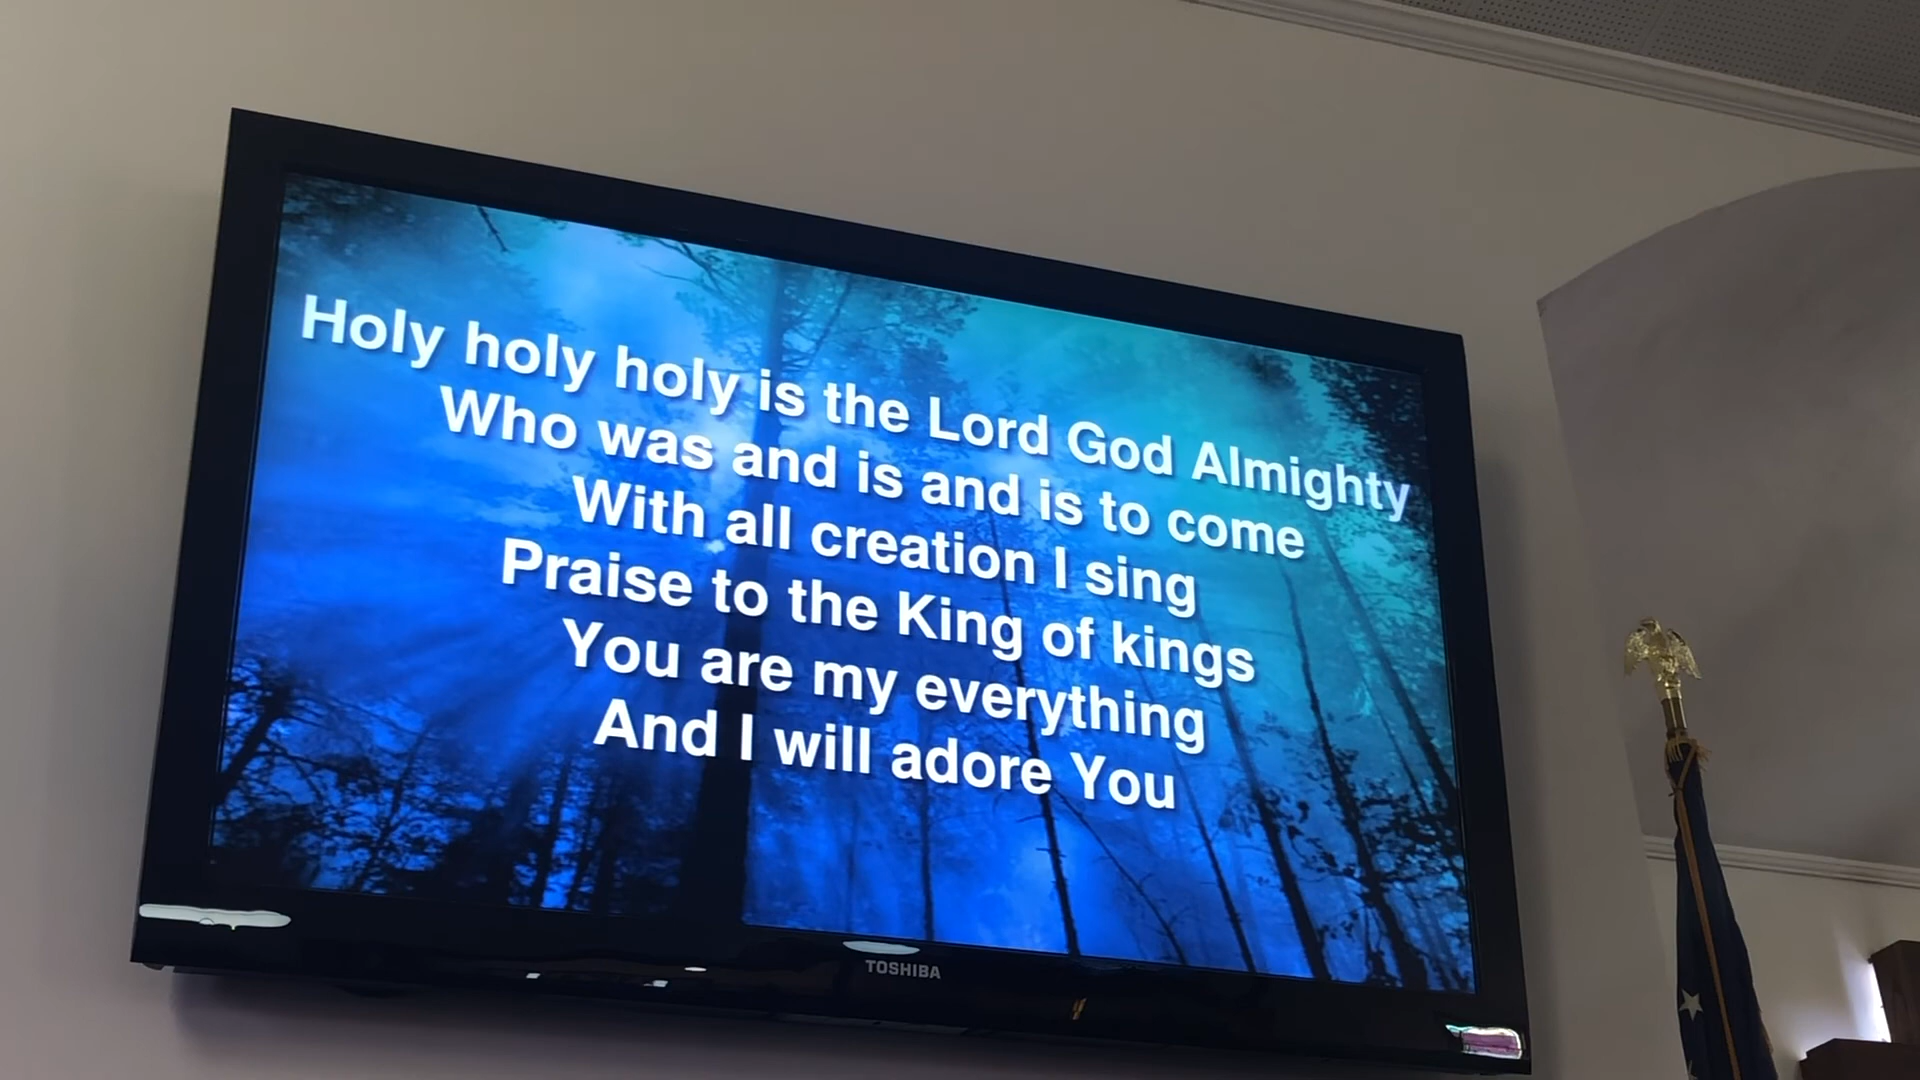 Holy holy holy is the Lord God Almighty
Who was and is and is to come
With all creation I sing
Praise to the King of kings
You are my everything
And I will adore You
TOSHIBA